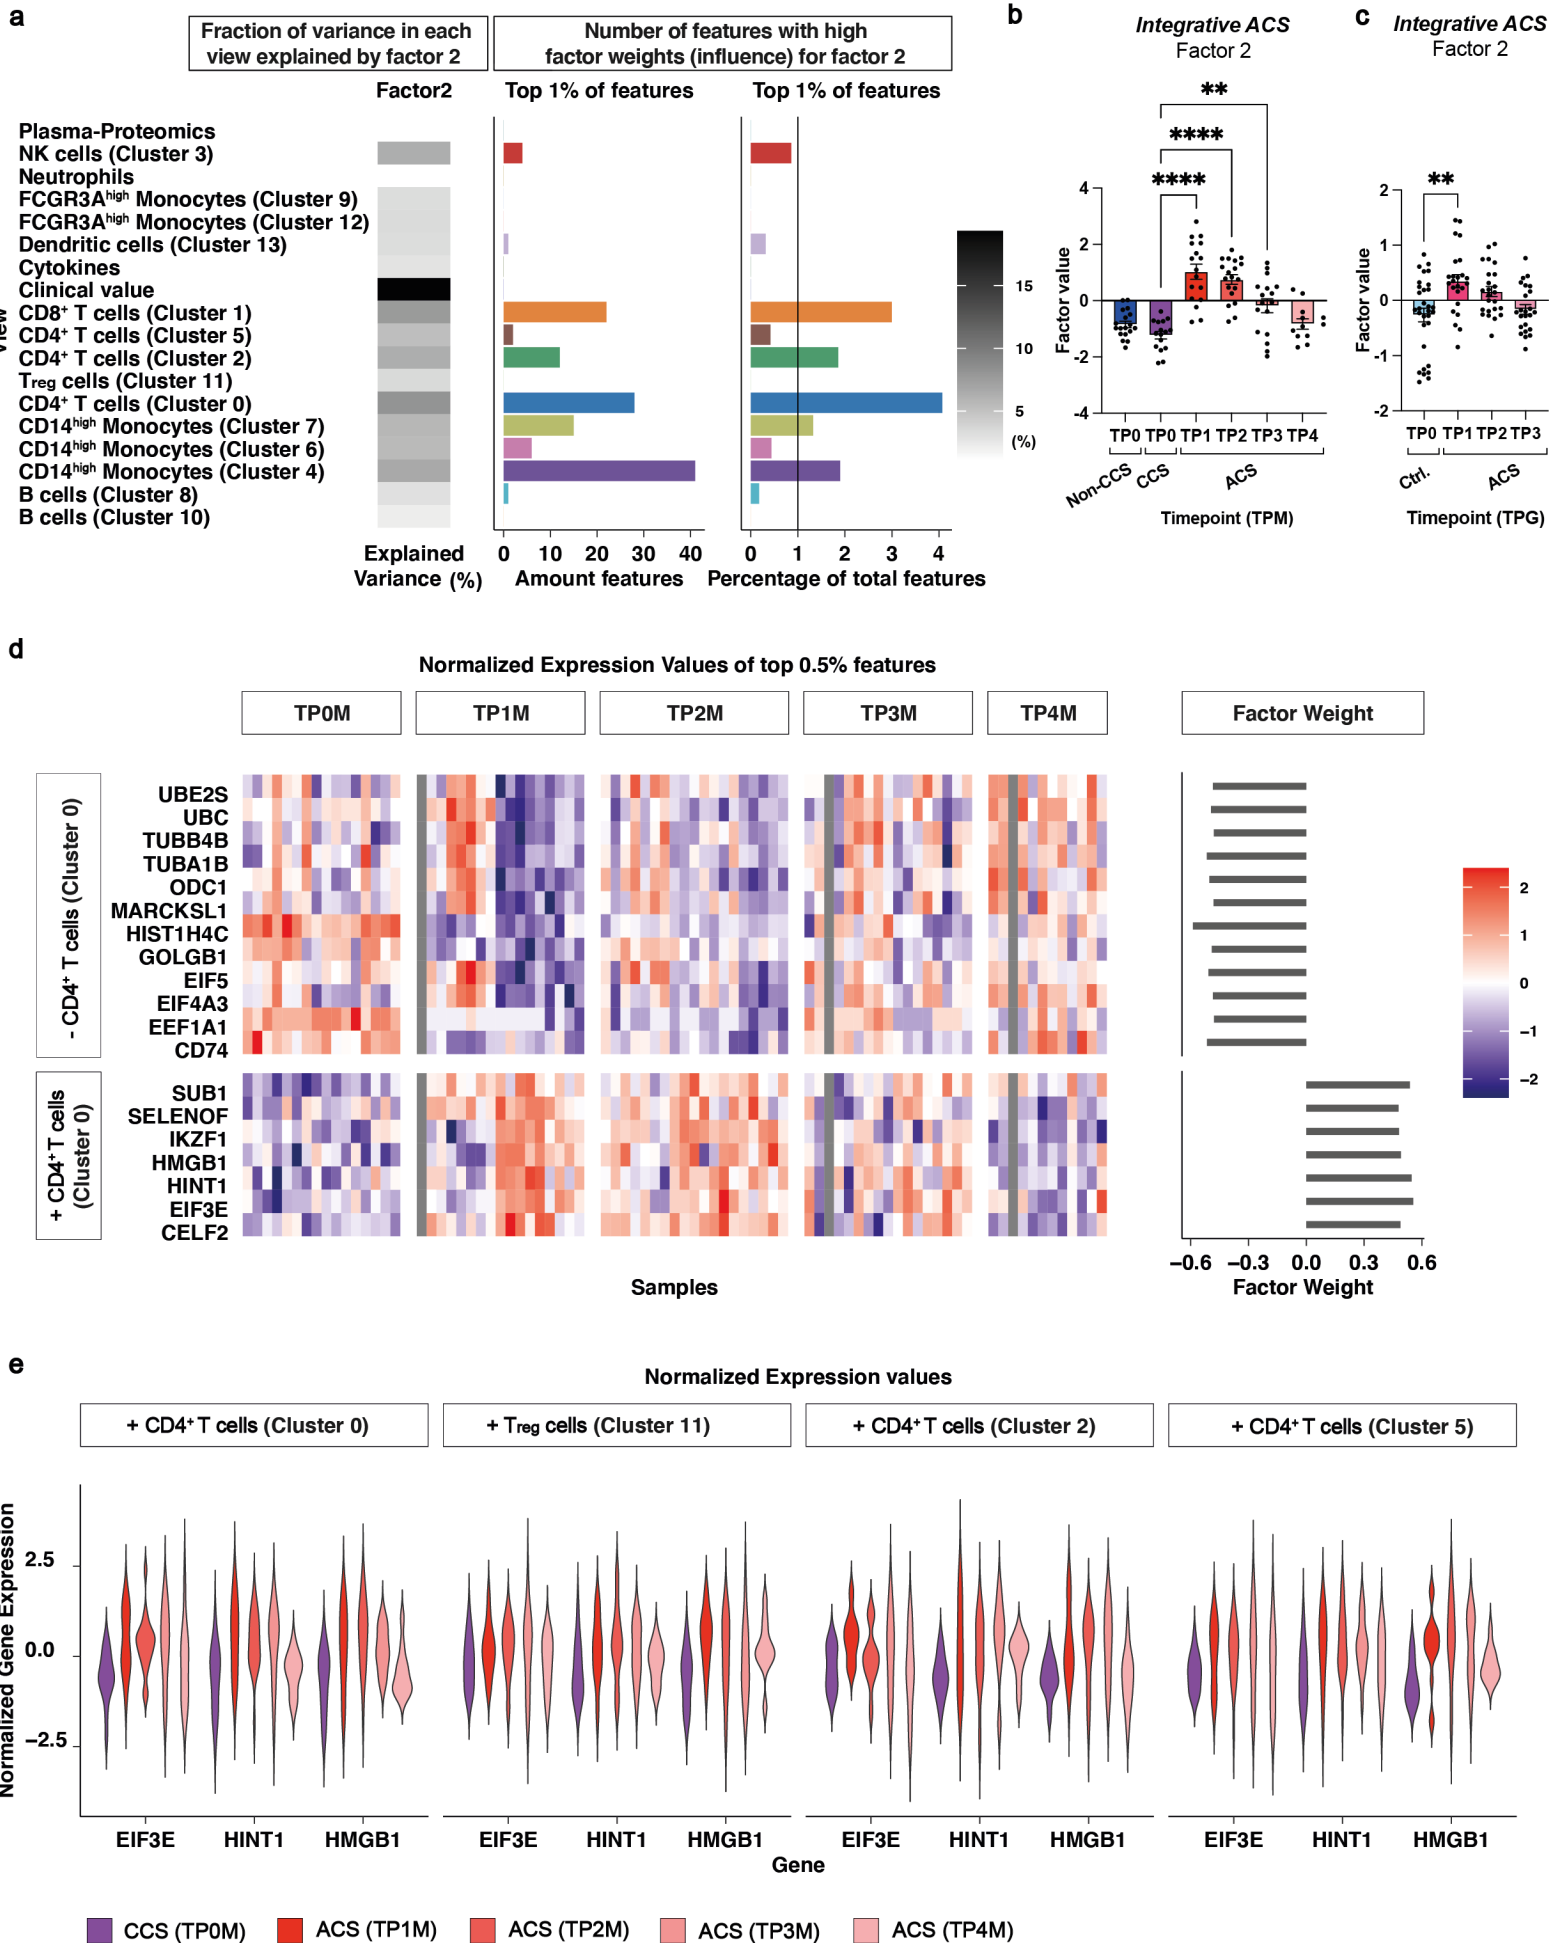 a
Fraction of variance in each
view explained by factor 2
Number of features with high
factor weights (influence) for factor 2
Factor2
Top 1% of features
Top 1% of features
View
Plasma-Proteomics
NK cells (Cluster 3)
Neutrophils
FCGR3Ahigh Monocytes (Cluster 9)
FCGR3Ahigh Monocytes (Cluster 12)
Dendritic cells (Cluster 13)
Cytokines
Clinical value
CD8+ T cells (Cluster 1)
CD4+ T cells (Cluster 5)
CD4+ T cells (Cluster 2)
Treg cells (Cluster 11)
CD4+ T cells (Cluster 0)
CD14high Monocytes (Cluster 7)
CD14high Monocytes (Cluster 6)
CD14high Monocytes (Cluster 4)
B cells (Cluster 8)
B cells (Cluster 10)
Explained
Variance (%)
0 10 20 30 40
Amount features
0 1 2 3 4
Percentage of total features
15
10
5
(%)
b
Integrative ACS
Factor 2
**
****
****
Factor value
4
2
0
-2
-4
TP0 TP0 TP1 TP2 TP3 TP4
Non-CCS CCS ACS
Timepoint (TPM)
c
Integrative ACS
Factor 2
**
Factor value
2
1
0
-1
-2
TP0 TP1 TP2 TP3
Ctrl. ACS
Timepoint (TPG)
d
Normalized Expression Values of top 0.5% features
TP0M TP1M TP2M TP3M TP4M Factor Weight
- CD4+ T cells (Cluster 0)
UBE2S
UBC
TUBB4B
TUBA1B
ODC1
MARCKSL1
HIST1H4C
GOLGB1
EIF5
EIF4A3
EEF1A1
CD74
+ CD4+ T cells
(Cluster 0)
SUB1
SELENOF
IKZF1
HMGB1
HINT1
EIF3E
CELF2
Samples
−0.6 −0.3 0.0 0.3 0.6
Factor Weight
2
1
0
−1
−2
e
Normalized Expression values
+ CD4+ T cells (Cluster 0)
+ Treg cells (Cluster 11)
+ CD4+ T cells (Cluster 2)
+ CD4+ T cells (Cluster 5)
Normalized Gene Expression
2.5
0.0
−2.5
EIF3E HINT1 HMGB1 EIF3E HINT1 HMGB1 EIF3E HINT1 HMGB1 EIF3E HINT1 HMGB1
Gene
CCS (TP0M) ACS (TP1M) ACS (TP2M) ACS (TP3M) ACS (TP4M)